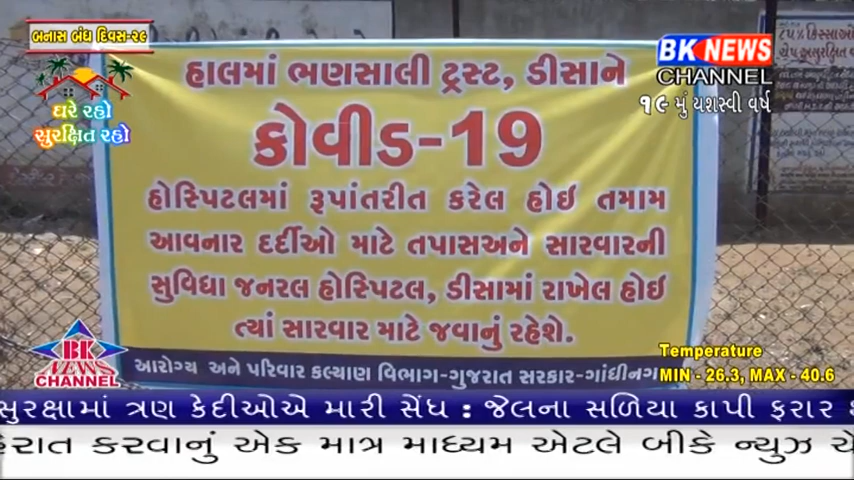 બનાસ બંધ દિવસ-૨૯
ઘરે રહો
સુરક્ષિત રહો
BK NEWS
CHANNEL
૧૯ મું યશસ્વી વર્ષ
હાલમાં ભણસાલી ટ્રસ્ટ, ડીસાને
કોવીડ-19
હોસ્પિટલમાં રૂપાંતરીત કરેલ હોઇ તમામ
આવનાર દર્દીઓ માટે તપાસઅને સારવારની
સુવિધા જનરલ હોસ્પિટલ, ડીસામાં રાખેલ હોઇ
ત્યાં સારવાર માટે જવાનું રહેશે.
આરોગ્ય અને પરિવાર કલ્યાણ વિભાગ-ગુજરાત સરકાર-ગાંધીનગ
BK
NEWS
CHANNEL
Temperature
MIN - 26.3, MAX - 40.6
સુરક્ષામાં ત્રણ કેદીઓએ મારી સેંધ : જેલના સળિયા કાપી ફરાર
કરવાનું એક માત્ર માધ્યમ એટલે બીકે ન્યુઝ